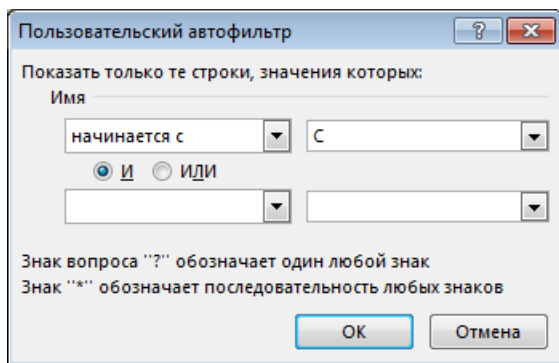 Пользовательский автофильтр
Показать только те строки, значения которых:
Имя
начинается с С
И ИЛИ
Знак вопроса "?" обозначает один любой знак
Знак "*" обозначает последовательность любых знаков
ОК Отмена